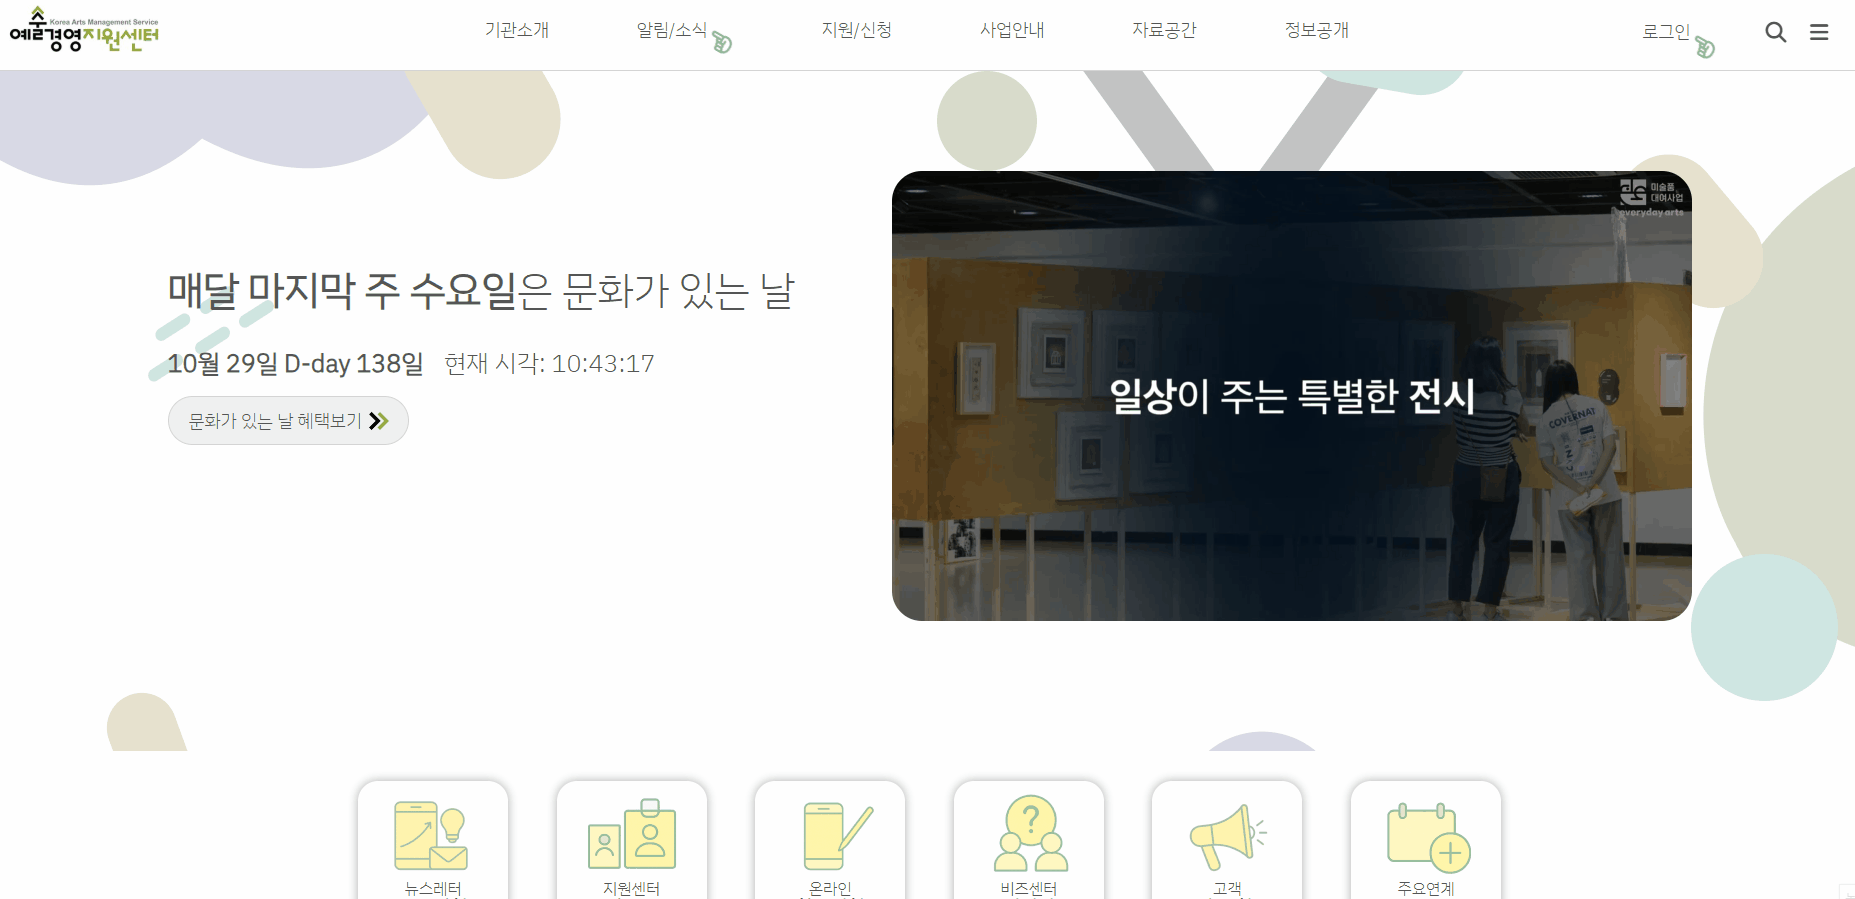 Korea Arts Management Service
예술경영지원센터
기관소개
알림/소식
지원/신청
사업안내
자료공간
정보공개
로그인
매달 마지막 주 수요일은 문화가 있는 날
10월 29일 D-day 138일 현재 시각: 10:43:17
문화가 있는 날 혜택보기
미술품
대여사업
everyday arts
일상이 주는 특별한 전시
COVERNAT
뉴스레터
지원센터
온라인
비즈센터
고객
주요연계